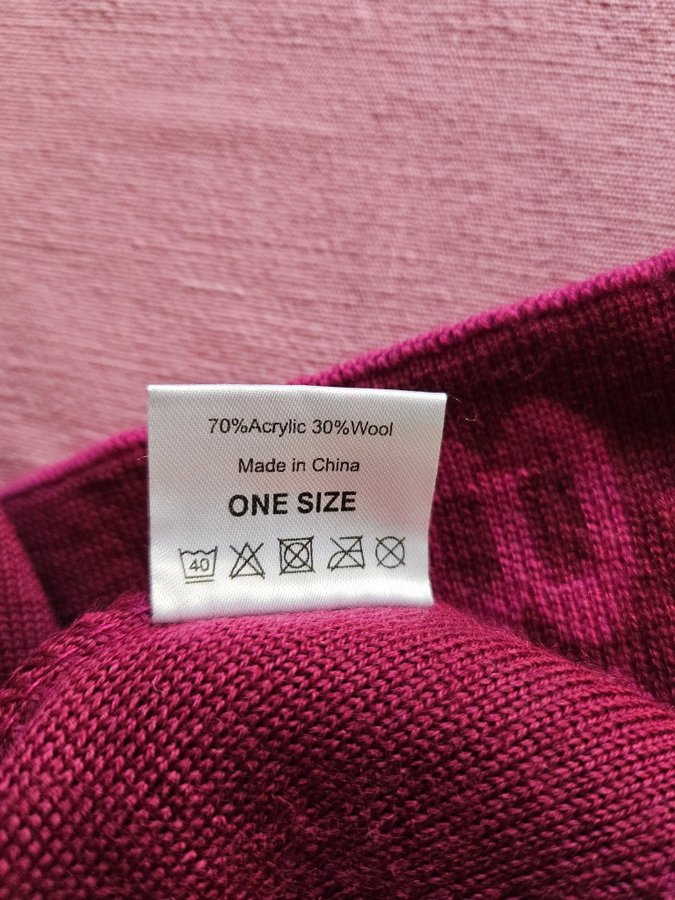 70%Acrylic 30%Wool
Made in China
ONE SIZE
40